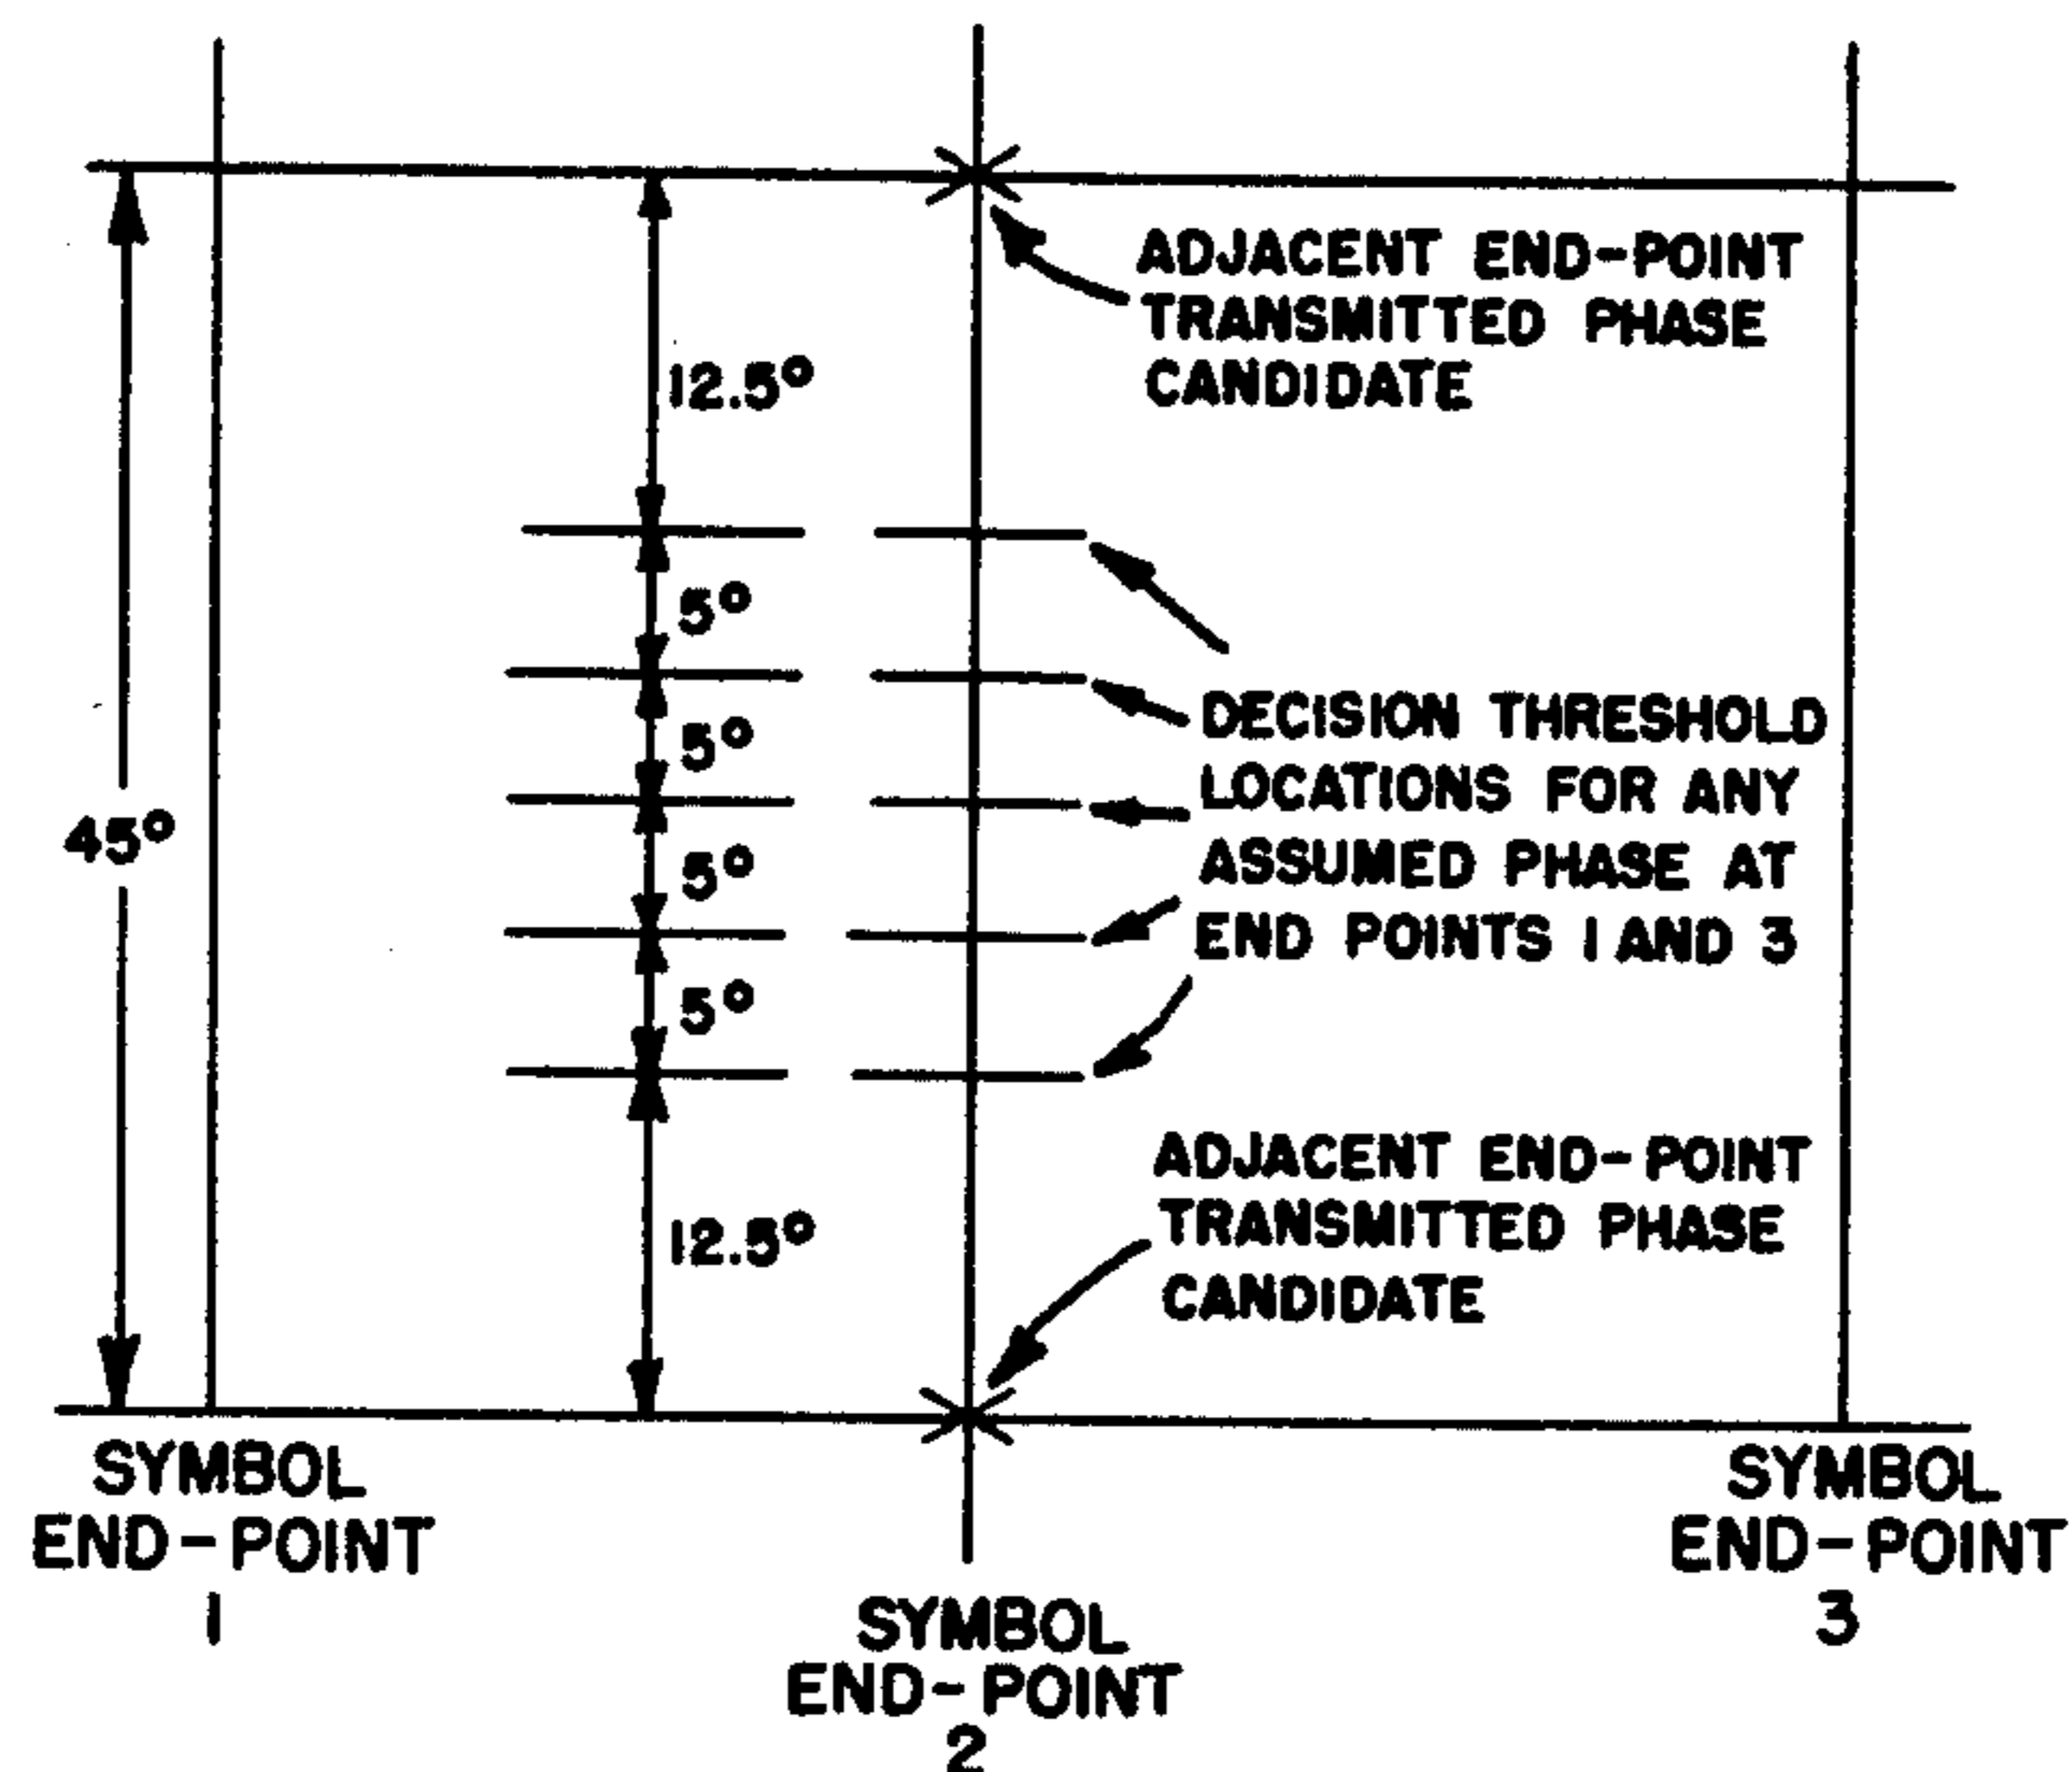 ADJACENT END-POINT
TRANSMITTED PHASE
CANDIDATE
12.5°
5°
5°
5°
5°
12.5°
45°
DECISION THRESHOLD
LOCATIONS FOR ANY
ASSUMED PHASE AT
END POINTS 1 AND 3
ADJACENT END-POINT
TRANSMITTED PHASE
CANDIDATE
SYMBOL
END-POINT
1
SYMBOL
END-POINT
2
SYMBOL
END-POINT
3